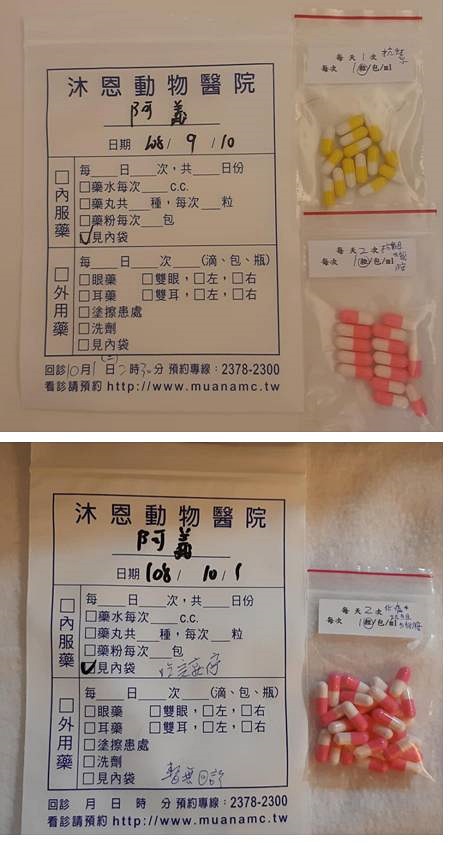 沐恩動物醫院
阿義
日期 108 / 9 / 10
內服藥
每___日___次,共___日份
藥水每次___c.c.
藥丸共___種,每次___粒
藥粉每次___包
見內袋
外用藥
每___日___次 (滴、包、瓶)
眼藥 雙眼,左,右
耳藥 雙耳,左,右
塗擦患處
洗劑
見內袋
回診10月1日2時30分 預約專線:2378-2300
看診請預約 http://www.muanamc.tw
每天1次
每次1粒/包/ml
每天2次
每次1粒/包/ml
沐恩動物醫院
阿義
日期 108 / 10 / 1
內服藥
每___日___次,共___日份
藥水每次___c.c.
藥丸共___種,每次___粒
藥粉每次___包
見內袋
外用藥
每___日___次 (滴、包、瓶)
眼藥 雙眼,左,右
耳藥 雙耳,左,右
塗擦患處
洗劑
見內袋
回診 月 日 時 分 預約專線:2378-2300
看診請預約 http://www.muanamc.tw
每天2次
每次1粒/包/ml